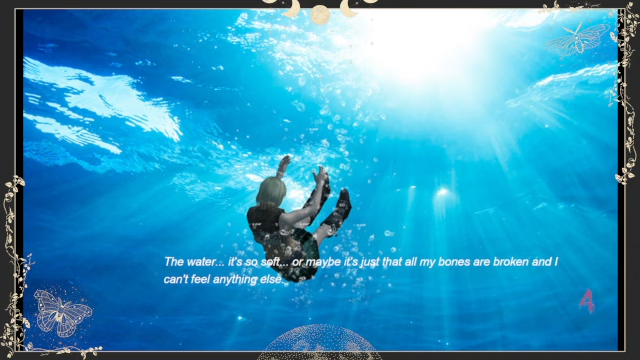 The water... it's so soft... or maybe it's just that all my bones are broken and I
can't feel anything else.